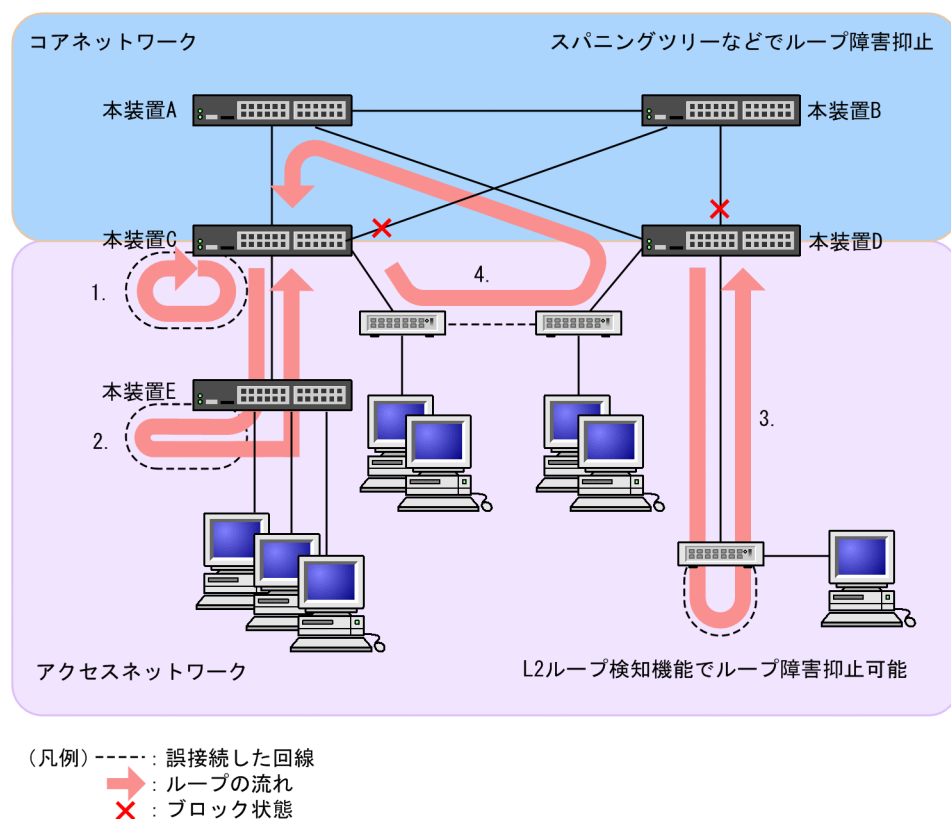 コアネットワーク
スパニングツリーなどでループ障害抑止
本装置A
本装置B
本装置C
本装置D
1.
4.
本装置E
2.
3.
アクセスネットワーク
L2ループ検知機能でループ障害抑止可能
(凡例) ------ : 誤接続した回線
: ループの流れ
: ブロック状態